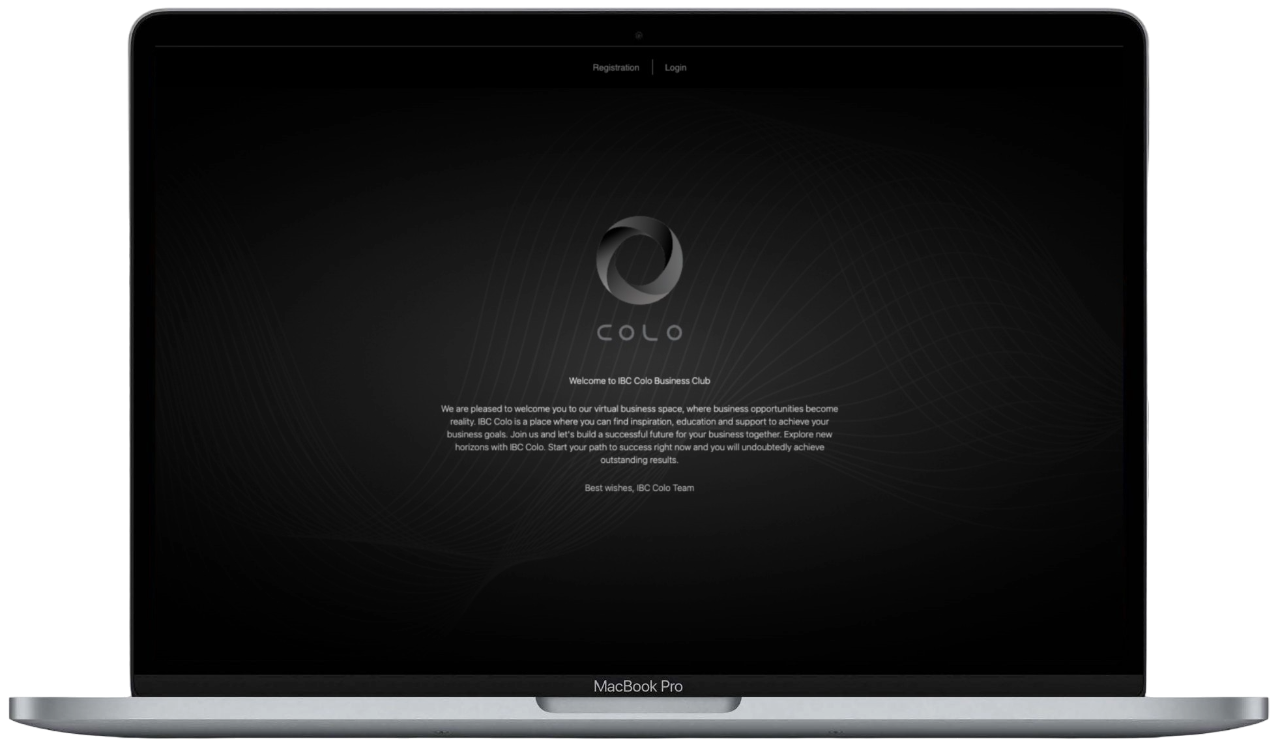 Registration Login
COLO
Welcome to IBC Colo Business Club
We are pleased to welcome you to our virtual business space, where business opportunities become
reality. IBC Colo is a place where you can find inspiration, education and support to achieve your
business goals. Join us and let's build a successful future for your business together. Explore new
horizons with IBC Colo. Start your path to success right now and you will undoubtedly achieve
outstanding results.
Best wishes, IBC Colo Team
MacBook Pro